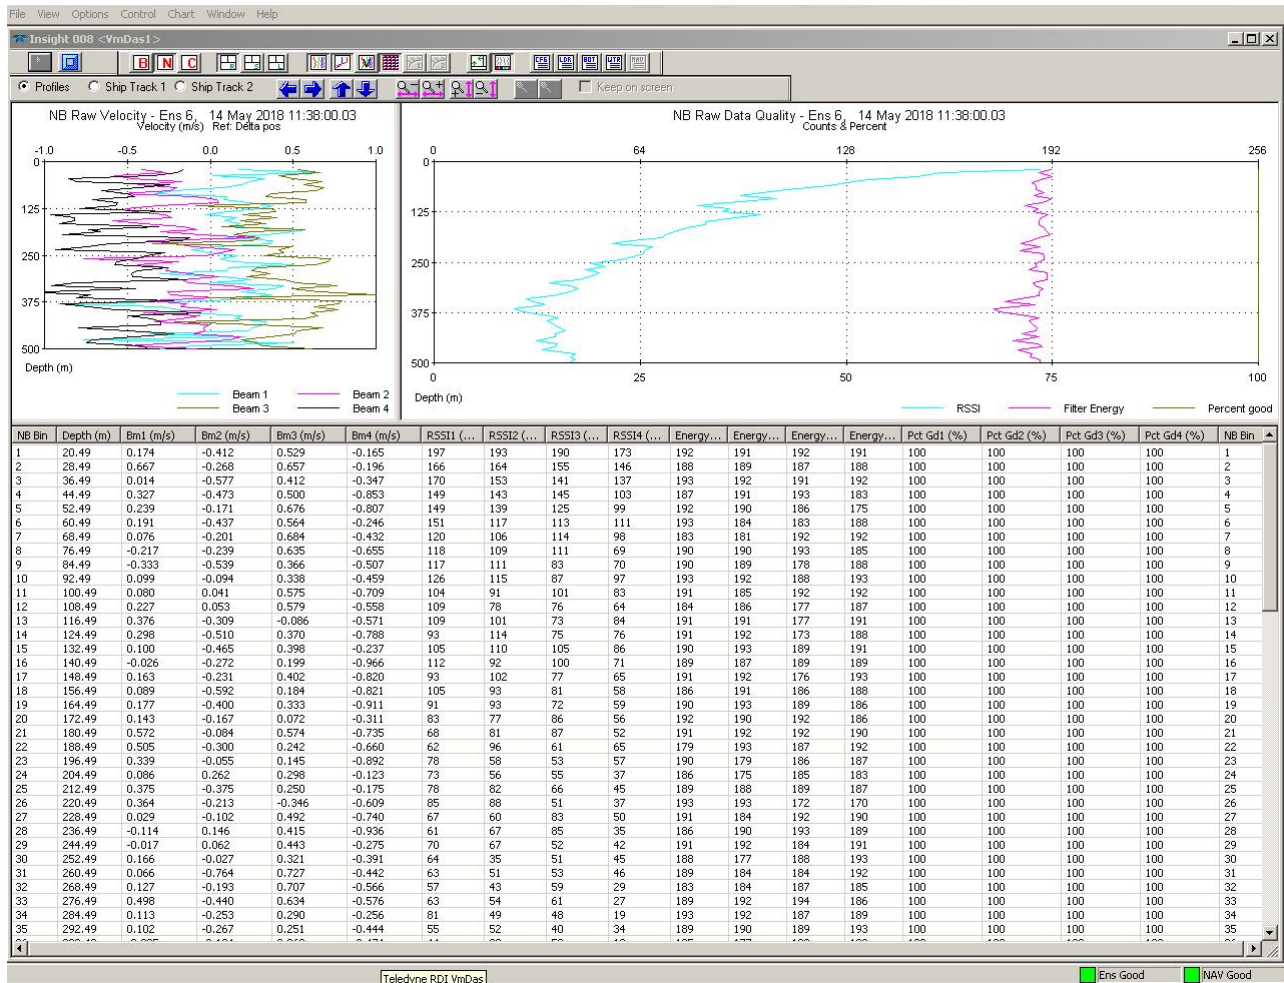 File View Options Control Chart Window Help
Insight 008 <VmDas1>
B N C
CFG LDR BOT WTR NAV
Profiles Ship Track 1 Ship Track 2 Keep on screen
NB Raw Velocity - Ens 6, 14 May 2018 11:38:00.03
Velocity (m/s) Ref: Delta pos
-1.0 -0.5 0.0 0.5 1.0
0
125
250
375
500
Depth (m)
Beam 1 Beam 2
Beam 3 Beam 4
NB Raw Data Quality - Ens 6, 14 May 2018 11:38:00.03
Counts & Percent
0 64 128 192 256
0
125
250
375
500
0 25 50 75 100
Depth (m)
RSSI Filter Energy Percent good
NB Bin Depth (m) Bm1 (m/s) Bm2 (m/s) Bm3 (m/s) Bm4 (m/s) RSSI1 (... RSSI2 (... RSSI3 (... RSSI4 (... Energy... Energy... Energy... Energy... Pct Gd1 (%) Pct Gd2 (%) Pct Gd3 (%) Pct Gd4 (%) NB Bin
1 20.49 0.174 -0.412 0.529 -0.165 197 193 190 173 192 191 192 191 100 100 100 100 1
2 28.49 0.667 -0.268 0.657 -0.196 166 164 155 146 188 189 187 188 100 100 100 100 2
3 36.49 0.014 -0.577 0.412 -0.347 170 153 141 137 193 192 191 192 100 100 100 100 3
4 44.49 0.327 -0.473 0.500 -0.853 149 143 145 103 187 191 193 183 100 100 100 100 4
5 52.49 0.239 -0.171 0.676 -0.807 149 139 125 99 192 190 186 175 100 100 100 100 5
6 60.49 0.191 -0.437 0.564 -0.246 151 117 113 111 193 184 183 188 100 100 100 100 6
7 68.49 0.076 -0.201 0.684 -0.432 120 106 114 98 183 181 192 192 100 100 100 100 7
8 76.49 -0.217 -0.239 0.635 -0.655 118 109 111 69 190 190 193 185 100 100 100 100 8
9 84.49 -0.333 -0.539 0.366 -0.507 117 111 83 70 190 189 178 188 100 100 100 100 9
10 92.49 0.099 -0.094 0.338 -0.459 126 115 87 97 193 192 188 193 100 100 100 100 10
11 100.49 0.080 0.041 0.575 -0.709 104 91 101 83 191 185 192 192 100 100 100 100 11
12 108.49 0.227 0.053 0.579 -0.558 109 78 76 64 184 186 177 187 100 100 100 100 12
13 116.49 0.376 -0.309 -0.086 -0.571 109 101 73 84 191 191 177 191 100 100 100 100 13
14 124.49 0.298 -0.510 0.370 -0.788 93 114 75 76 191 192 173 188 100 100 100 100 14
15 132.49 0.100 -0.465 0.398 -0.237 105 110 105 86 190 193 189 191 100 100 100 100 15
16 140.49 -0.026 -0.272 0.199 -0.966 112 92 100 71 189 187 189 189 100 100 100 100 16
17 148.49 0.163 -0.231 0.402 -0.820 93 102 77 65 191 192 176 193 100 100 100 100 17
18 156.49 0.089 -0.592 0.184 -0.821 105 93 81 58 186 191 186 188 100 100 100 100 18
19 164.49 0.177 -0.400 0.333 -0.911 91 93 72 59 190 193 189 186 100 100 100 100 19
20 172.49 0.143 -0.167 0.072 -0.311 83 77 86 56 192 190 192 186 100 100 100 100 20
21 180.49 0.572 -0.084 0.574 -0.735 68 81 87 52 191 192 192 190 100 100 100 100 21
22 188.49 0.505 -0.300 0.242 -0.660 62 96 61 65 179 193 187 192 100 100 100 100 22
23 196.49 0.339 -0.055 0.145 -0.892 78 58 53 57 190 179 186 187 100 100 100 100 23
24 204.49 0.086 0.262 0.298 -0.123 73 56 55 37 186 175 185 183 100 100 100 100 24
25 212.49 0.375 -0.375 0.250 -0.175 78 82 66 45 189 188 189 187 100 100 100 100 25
26 220.49 0.364 -0.213 -0.346 -0.609 85 88 51 37 193 193 172 170 100 100 100 100 26
27 228.49 0.029 -0.102 0.492 -0.740 67 60 83 50 191 184 192 190 100 100 100 100 27
28 236.49 -0.114 0.146 0.415 -0.936 61 67 85 35 186 190 193 189 100 100 100 100 28
29 244.49 -0.017 0.062 0.443 -0.275 70 67 52 42 191 192 184 191 100 100 100 100 29
30 252.49 0.166 -0.027 0.321 -0.391 64 35 51 45 188 177 188 193 100 100 100 100 30
31 260.49 0.066 -0.764 0.727 -0.442 63 51 53 46 189 184 184 192 100 100 100 100 31
32 268.49 0.127 -0.193 0.707 -0.566 57 43 59 29 183 184 187 185 100 100 100 100 32
33 276.49 0.498 -0.440 0.634 -0.576 63 54 61 27 189 192 194 186 100 100 100 100 33
34 284.49 0.113 -0.253 0.290 -0.256 81 49 48 19 193 192 187 189 100 100 100 100 34
35 292.49 0.102 -0.267 0.251 -0.444 55 52 40 34 189 190 189 193 100 100 100 100 35
Teledyne RDI VmDas Ens Good NAV Good